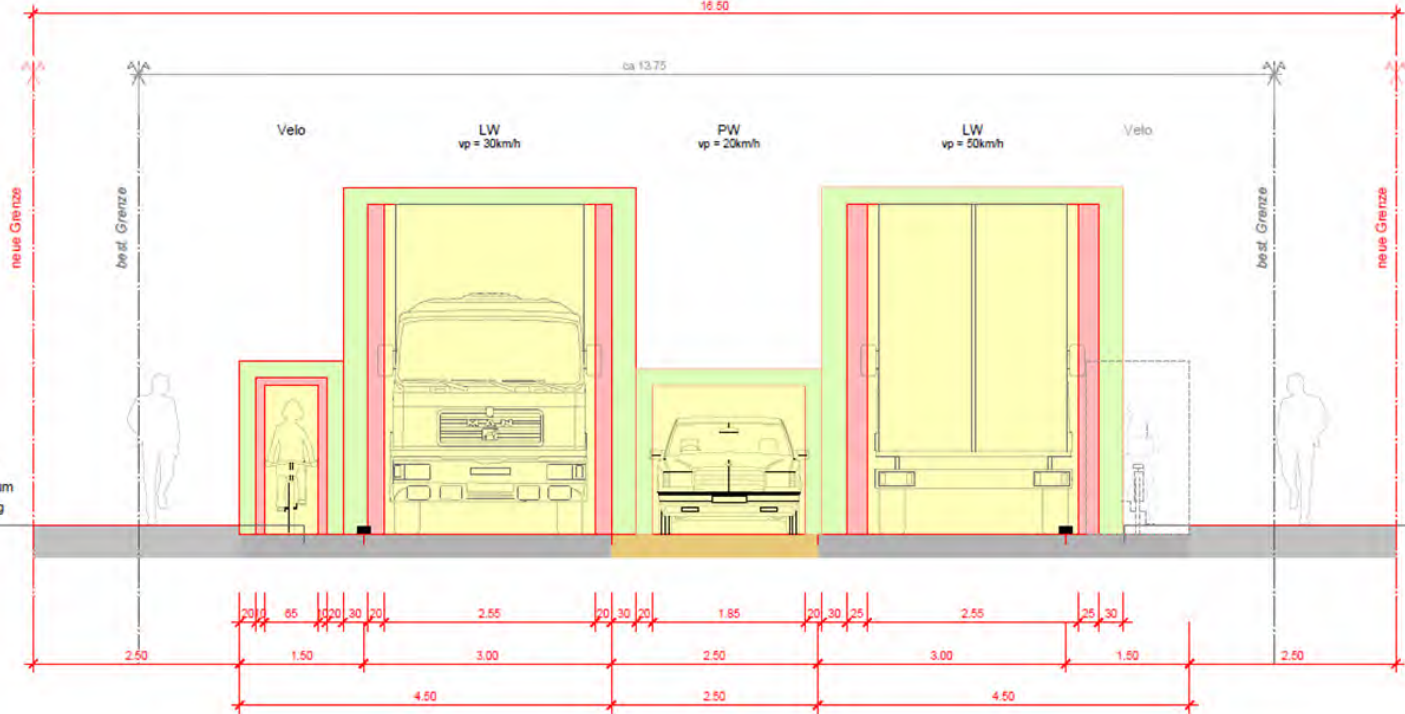 16.50
ca 13.75
Velo
LW
vp = 30km/h
PW
vp = 20km/h
LW
vp = 50km/h
Velo
neue Grenze
best. Grenze
best. Grenze
neue Grenze
um
g
20 10 65 10 20 30 20 2.55 20 30 20 1.85 20 30 25 2.55 25 30
2.50 1.50 3.00 2.50 3.00 1.50 2.50
4.50 2.50 4.50